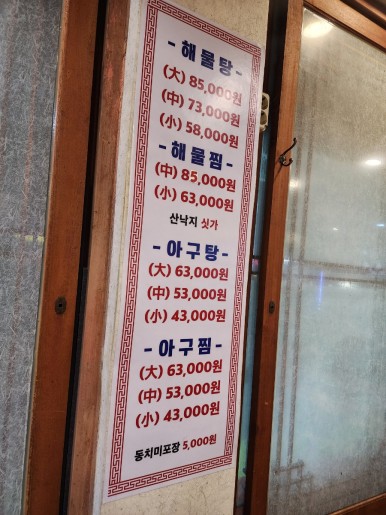 - 해물탕 -
(大) 85,000원
(中) 73,000원
(小) 58,000원
- 해물찜 -
(中) 85,000원
(小) 63,000원
산낙지 싯가
- 아구탕 -
(大) 63,000원
(中) 53,000원
(小) 43,000원
- 아구찜 -
(大) 63,000원
(中) 53,000원
(小) 43,000원
동치미포장 5,000원